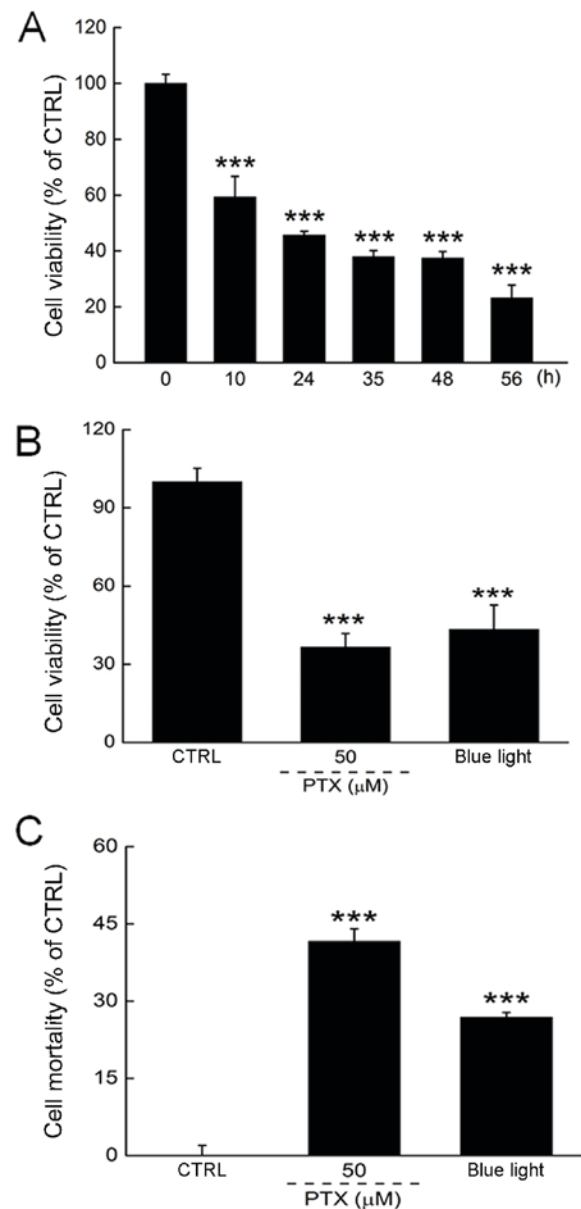 A
Cell viability (% of CTRL)
120
100
80
60
40
20
0
***
***
***
***
***
0 10 24 35 48 56 (h)
B
Cell viability (% of CTRL)
120
90
60
30
0
***
***
CTRL 50 Blue light
PTX (μM)
C
Cell mortality (% of CTRL)
60
45
30
15
0
***
***
CTRL 50 Blue light
PTX (μM)